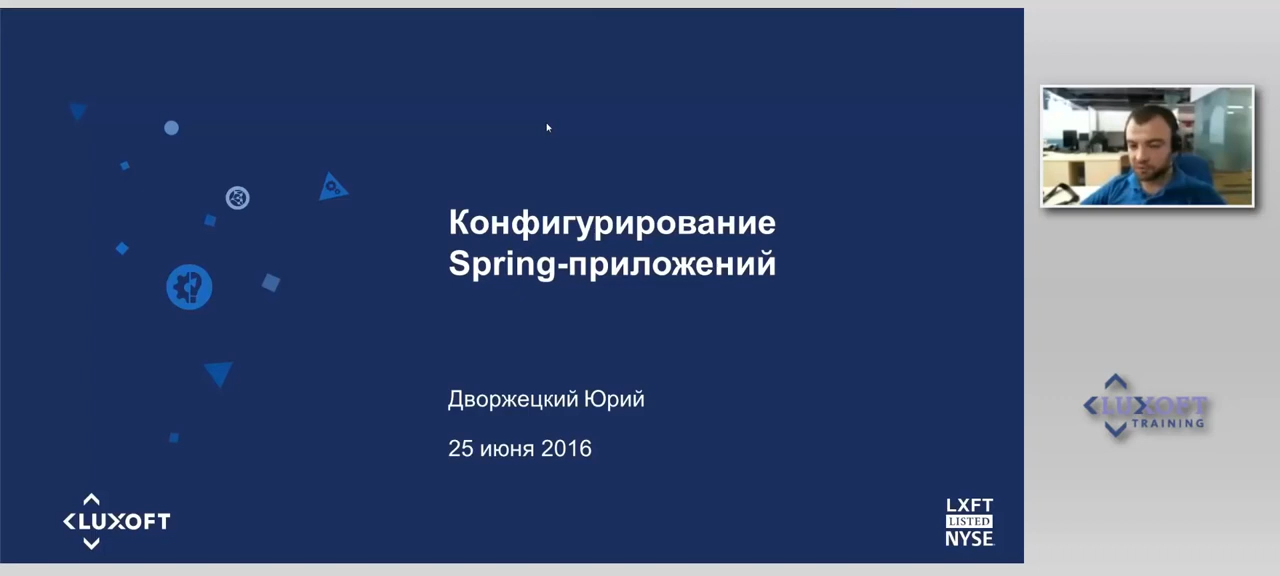 Конфигурирование
Spring-приложений
Дворжецкий Юрий
25 июня 2016
LUXOFT
LXFT
LISTED
NYSE
LUXOFT
TRAINING